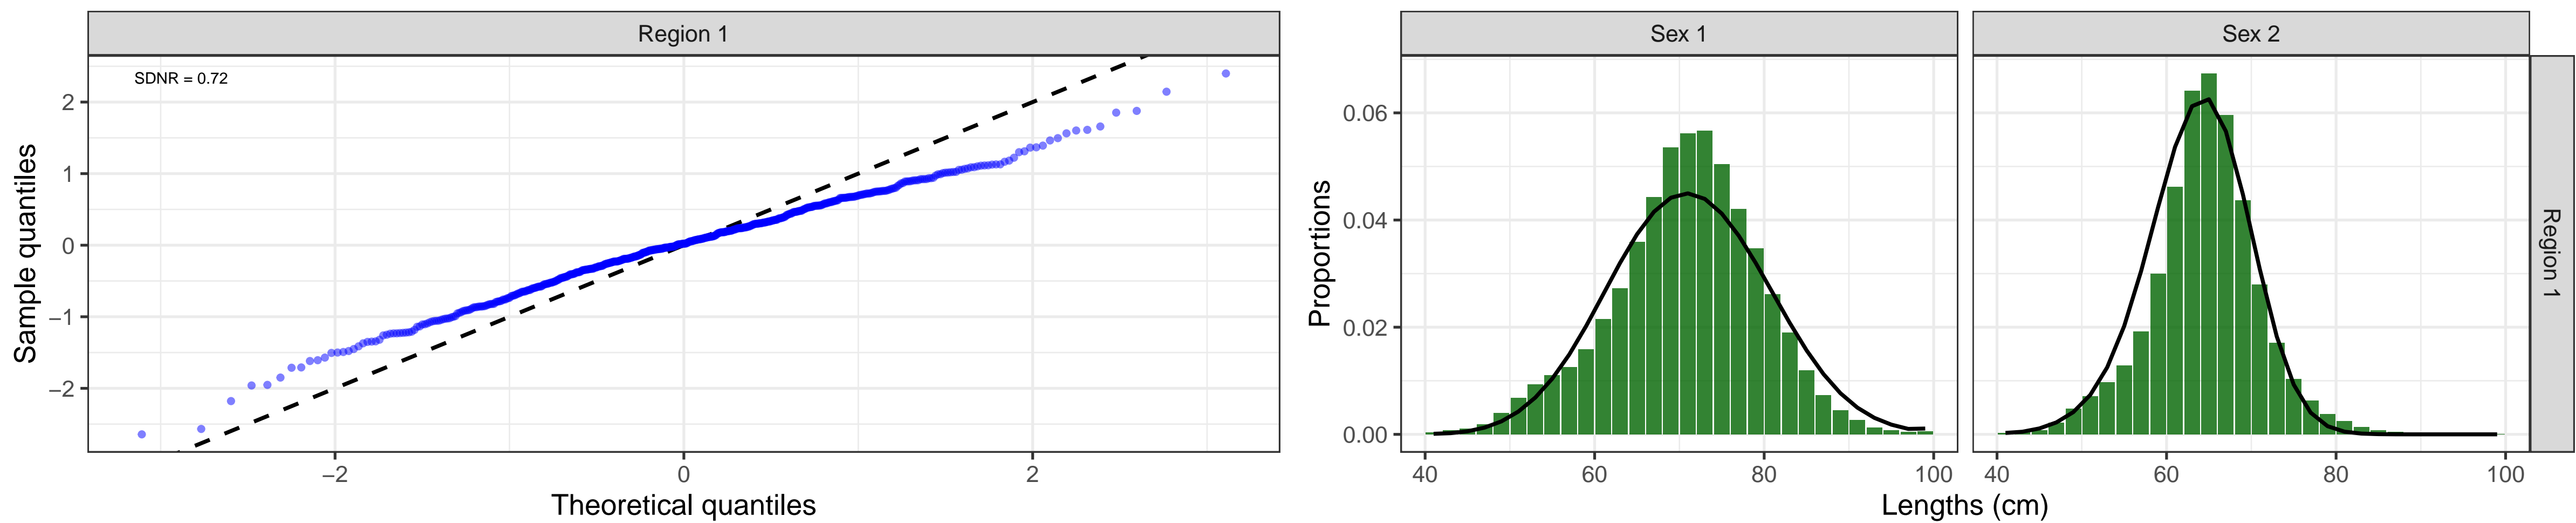 Region 1
SDNR = 0.72
2
1
0
−1
−2
−2 0 2
Theoretical quantiles
Sample quantiles
Sex 1 Sex 2
0.06
0.04
0.02
0.00
40 60 80 100 40 60 80 100
Lengths (cm)
Proportions
Region 1